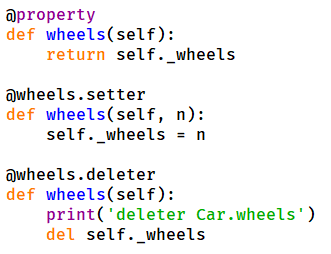 @property
def wheels(self):
    return self._wheels

@wheels.setter
def wheels(self, n):
    self._wheels = n

@wheels.deleter
def wheels(self):
    print('deleter Car.wheels')
    del self._wheels